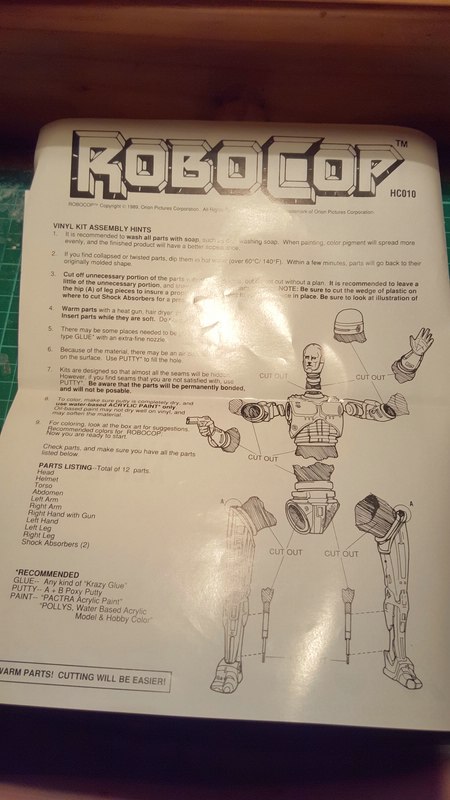 ROBOCOP™
HC010
ROBOCOP™ Copyright © 1989, Orion Pictures Corporation. All Rights trademark of Orion Pictures Corporation.
VINYL KIT ASSEMBLY HINTS
1. It is recommended to wash all parts with soap, such as washing soap. When painting, color pigment will spread more
evenly, and the finished product will have a better
2. If you find collapsed or twisted parts, dip them in hot water (over 60°C/ 140°F). Within a few minutes, parts will go back to their
originally molded shape.
3. Cut off unnecessary portion of the parts cut without a plan. It is recommended to leave a
little of the unnecessary portion, and NOTE: Be sure to cut the wedge of plastic on
the hip (A) of leg pieces to insure a in place. Be sure to look at illustration of
where to cut Shock Absorbers for a
4. Warm parts with a heat gun, hair dryer
Insert parts while they are soft.
5. There may be some places needed to be
type GLUE* with an extra-fine nozzle.
6. Because of the material, there may be an air
on the surface. Use PUTTY* to fill the hole.
7. Kits are designed so that almost all the seams will be hidden.
However, if you find seams that you are not satisfied with, use
PUTTY*. Be aware that the parts will be permanently bonded,
and will not be posable.
8. To color, make sure putty is completely dry, and
use water-based ACRYLIC PAINT* only.
Oil-based paint may not dry well on vinyl, and
may soften the material.
9. For coloring, look at the box art for suggestions.
Recommended colors for ROBOCOP.
Now you are ready to start
Check parts, and make sure you have all the parts
listed below.
PARTS LISTING--Total of 12 parts.
Head
Helmet
Torso
Abdomen
Left Arm
Right Arm
Right Hand with Gun
Left Hand
Left Leg
Right Leg
Shock Absorbers (2)
*RECOMMENDED
GLUE-- Any kind of "Krazy Glue"
PUTTY-- A + B Poxy Putty
PAINT-- "PACTRA Acrylic Paint"
"POLLYS, Water Based Acrylic
Model & Hobby Color"
WARM PARTS! CUTTING WILL BE EASIER!
CUT OUT
CUT OUT
CUT OUT
A
A
CUT OUT
CUT OUT